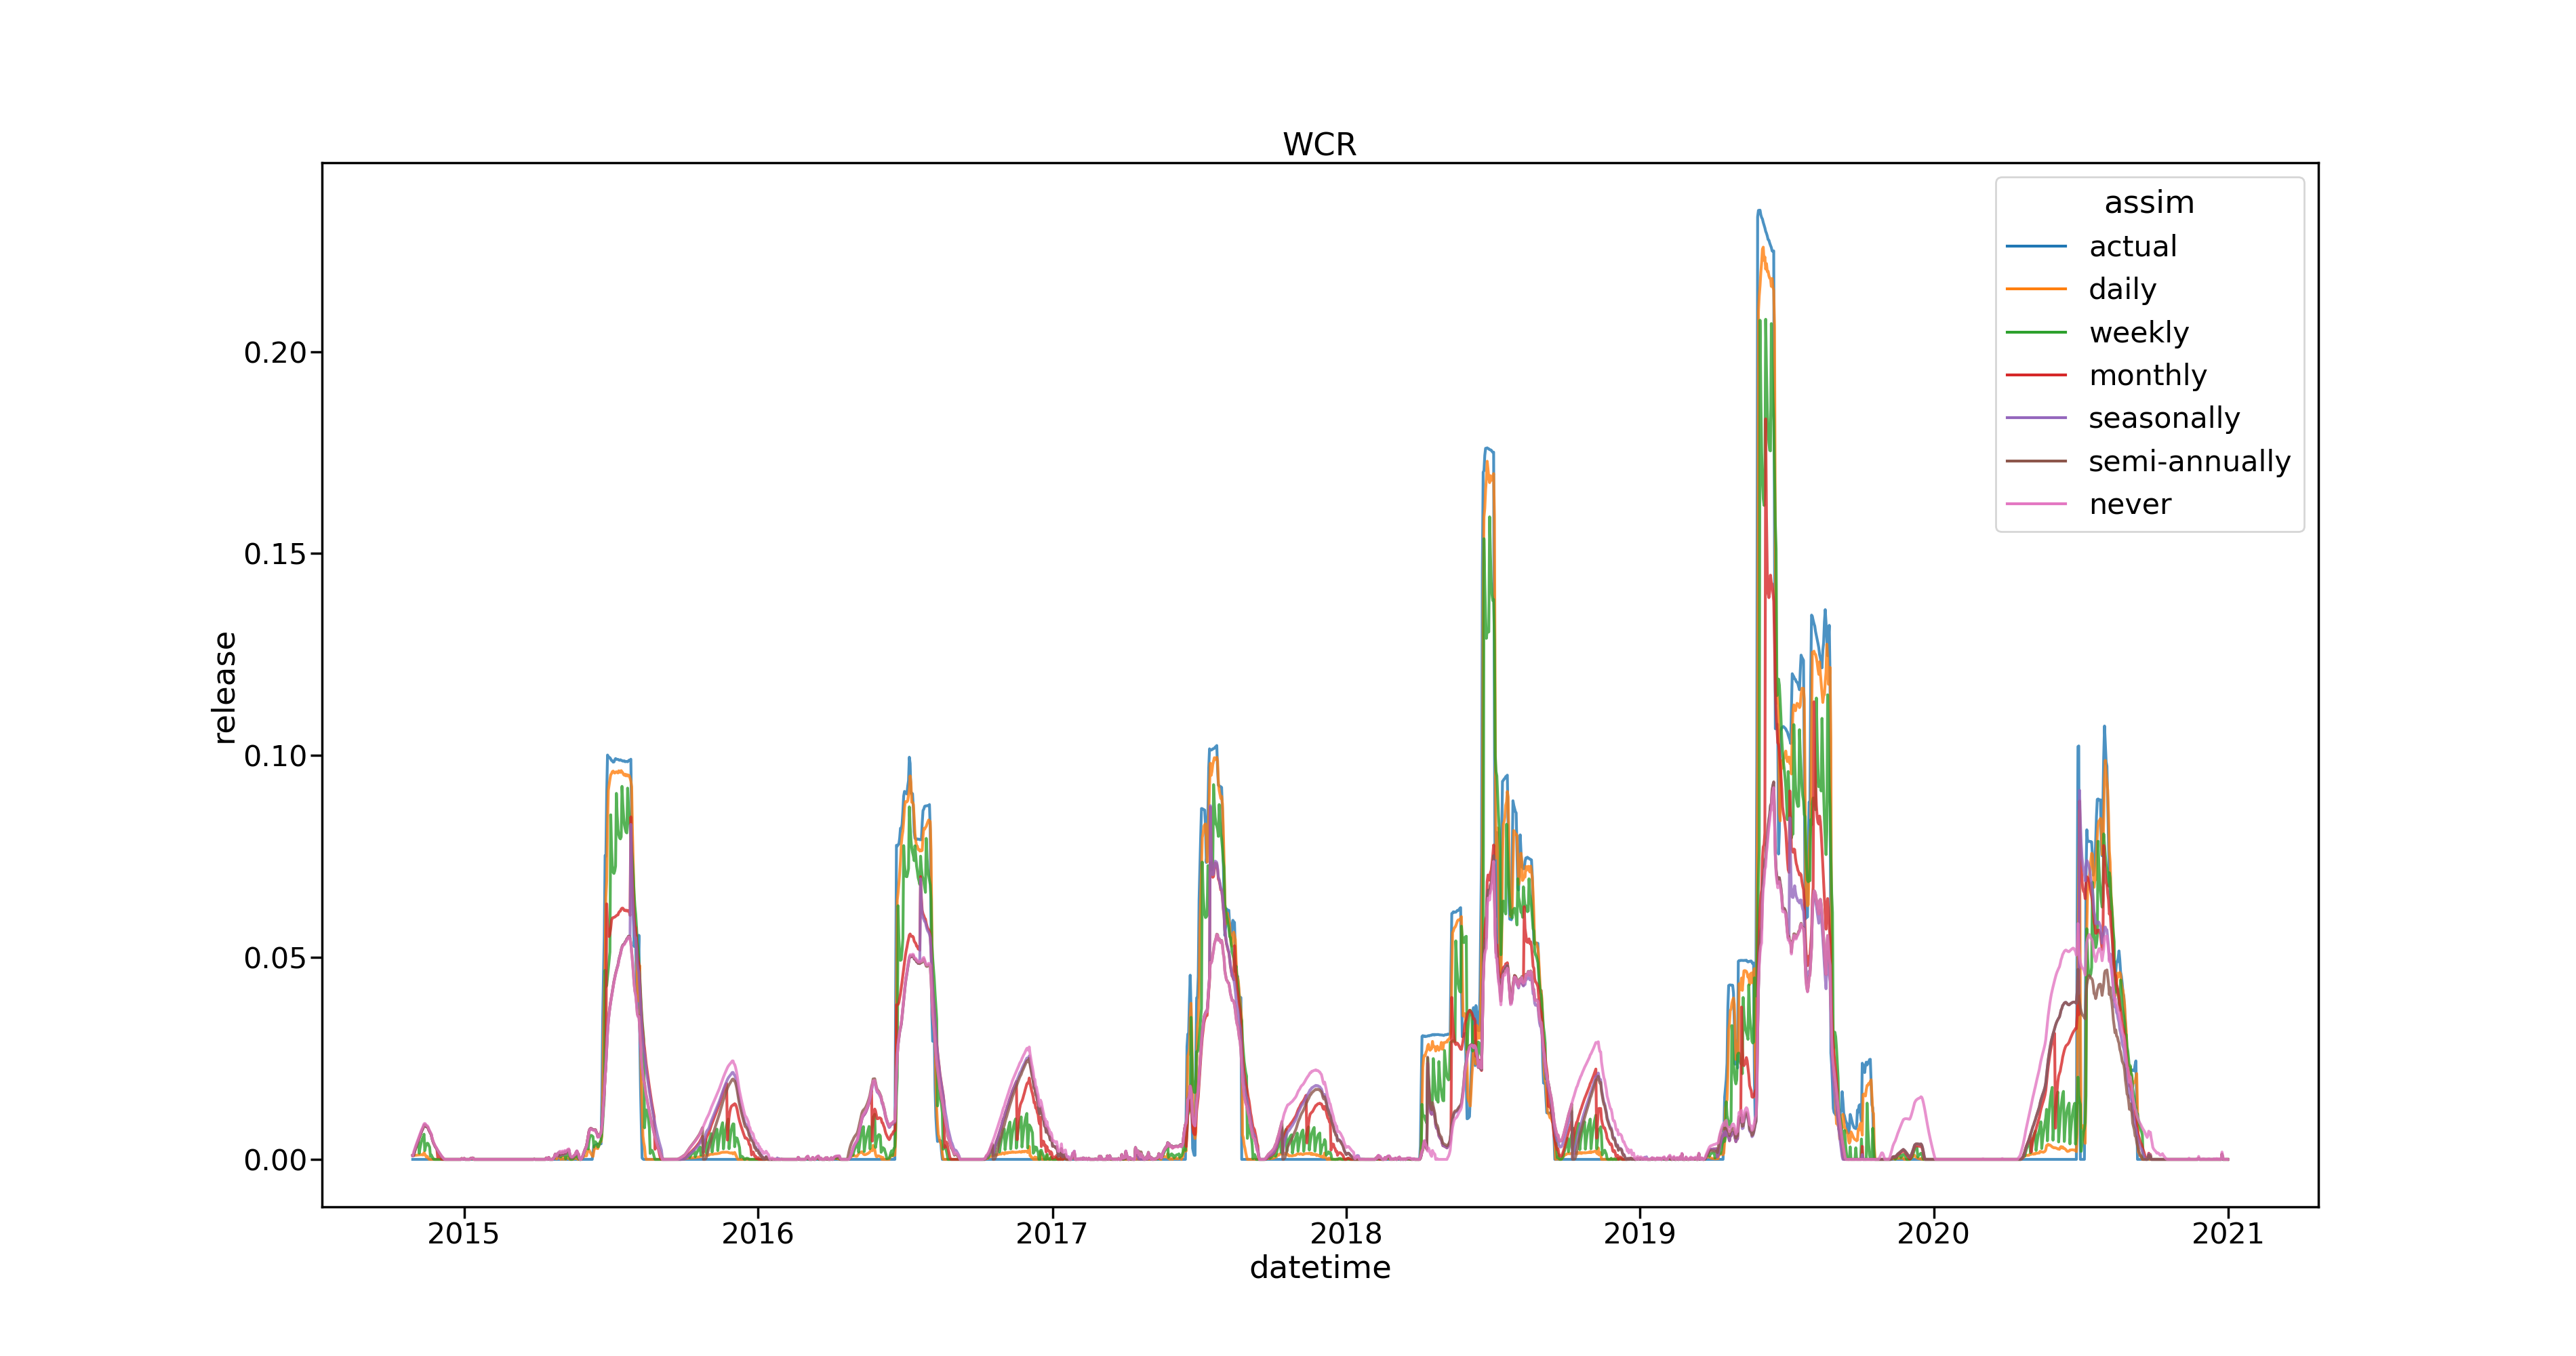 WCR
assim
actual
daily
weekly
monthly
seasonally
semi-annually
never
release
0.20
0.15
0.10
0.05
0.00
2015 2016 2017 2018 2019 2020 2021
datetime